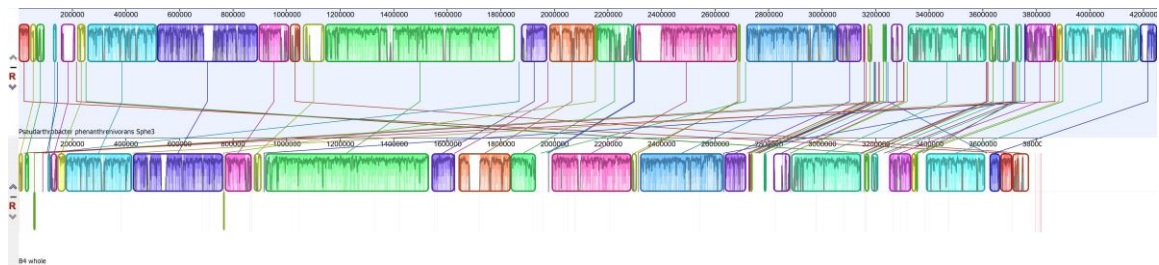 200000 400000 600000 800000 1000000 1200000 1400000 1600000 1800000 2000000 2200000 2400000 2600000 2800000 3000000 3200000 3400000 3600000 3800000 4000000 4200000
R
Pseudarthrobacter phenanthrenivorans Sphe3
200000 400000 600000 800000 1000000 1200000 1400000 1600000 1800000 2000000 2200000 2400000 2600000 2800000 3000000 3200000 3400000 3600000 3800000
R
B4 whole